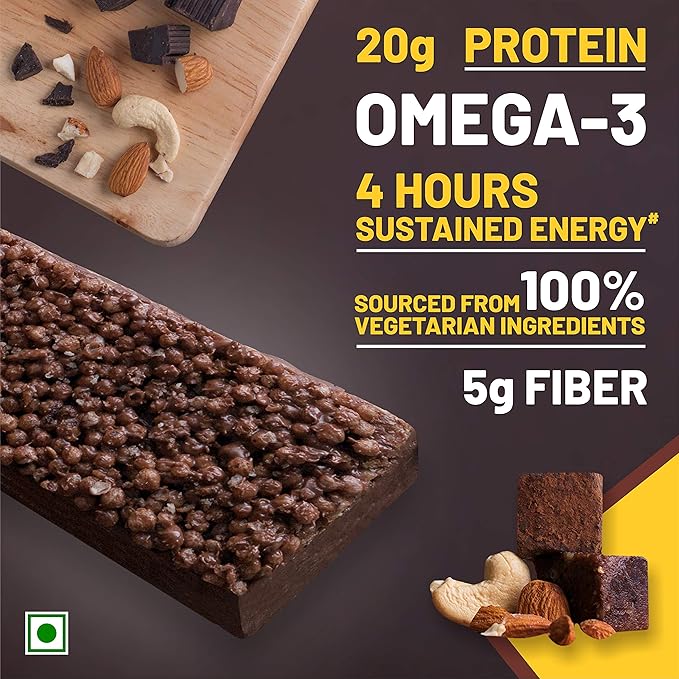 20g PROTEIN
OMEGA-3
4 HOURS
SUSTAINED ENERGY#
SOURCED FROM 100%
VEGETARIAN INGREDIENTS
5g FIBER